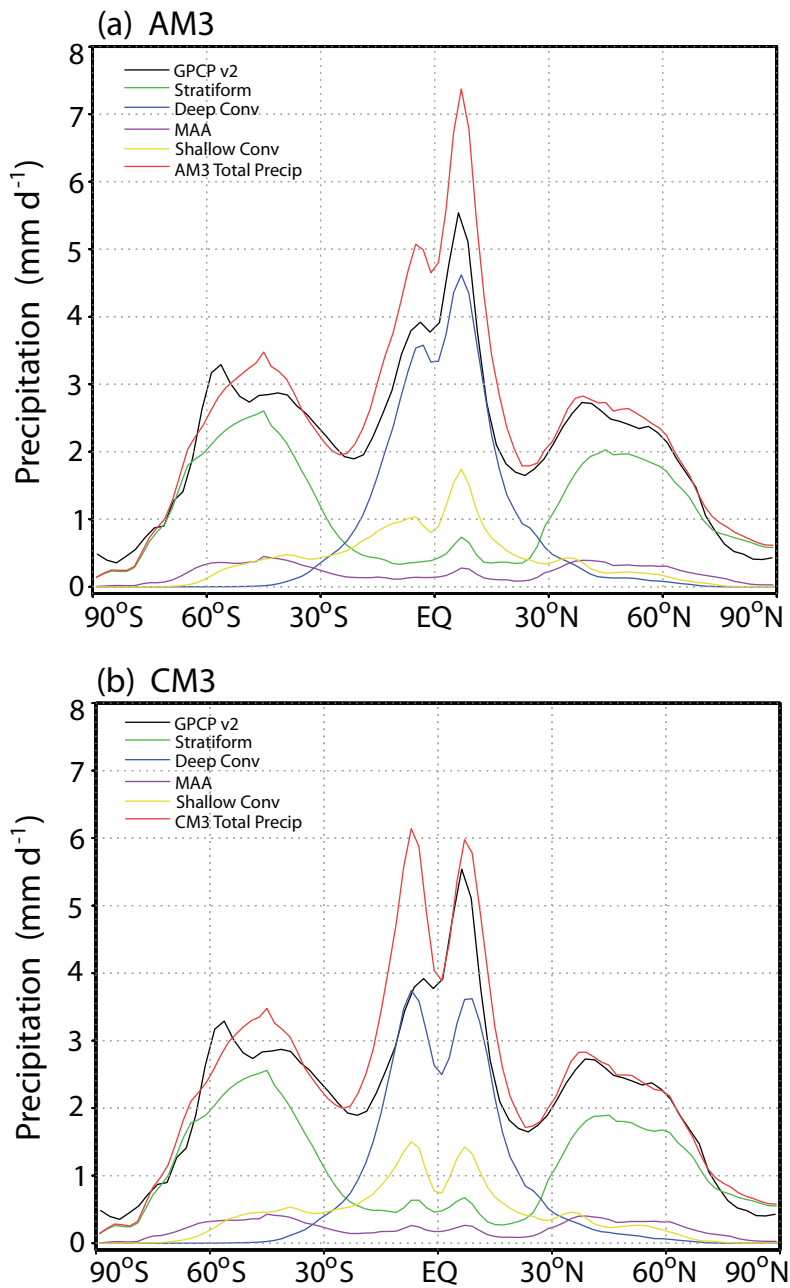 (a) AM3
8
GPCP v2
Stratiform
Deep Conv
MAA
Shallow Conv
AM3 Total Precip
7
6
5
4
3
2
1
0
Precipitation (mm d⁻¹)
90°S 60°S 30°S EQ 30°N 60°N 90°N
(b) CM3
8
GPCP v2
Stratiform
Deep Conv
MAA
Shallow Conv
CM3 Total Precip
7
6
5
4
3
2
1
0
Precipitation (mm d⁻¹)
90°S 60°S 30°S EQ 30°N 60°N 90°N